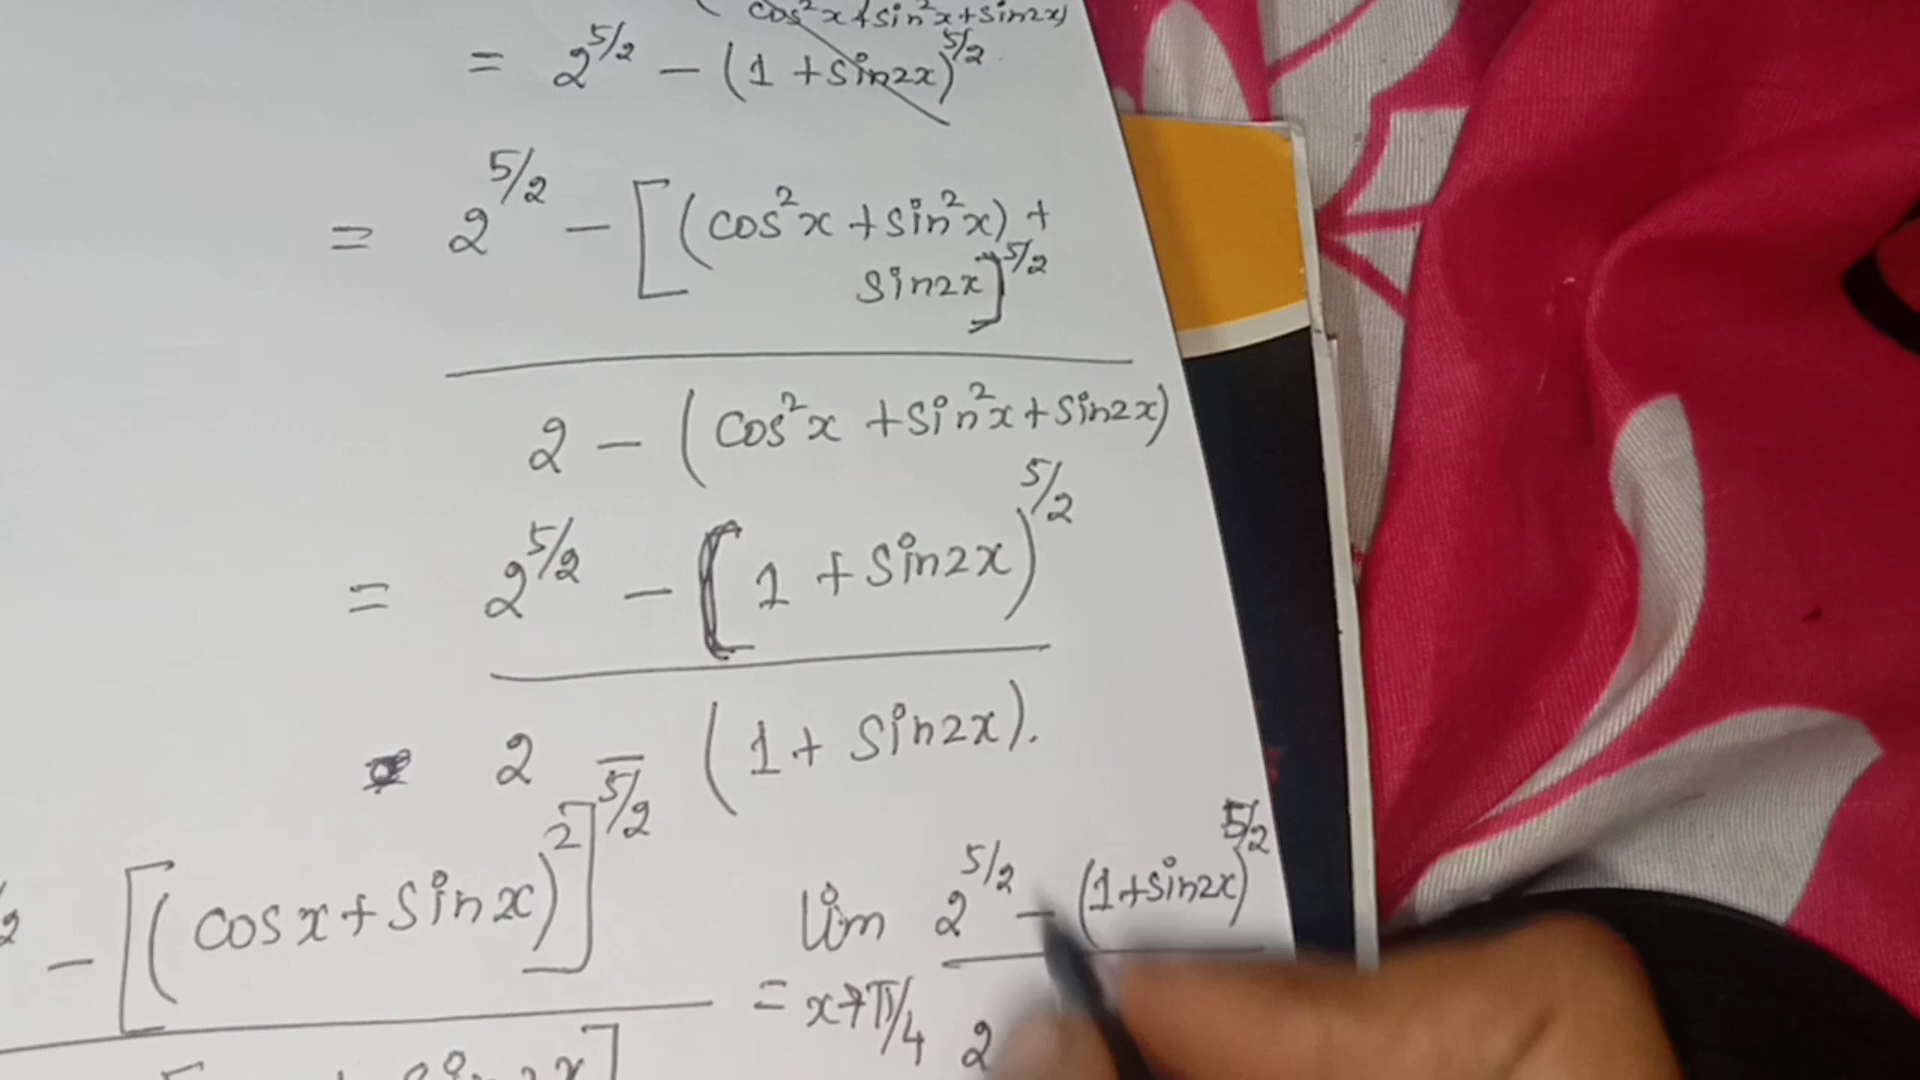 cos²x + sin²x + sin2x)
= 2^5/2 − (1 + sin2x)^5/2
= 2^5/2 − [(cos²x + sin²x) +
sin2x]^5/2
2 − (cos²x + sin²x + sin2x)
= 2^5/2 − [1 + sin2x)^5/2
2 − (1 + sin2x).
− [(cosx + sinx)²]^5/2
lim 2^5/2 − (1+sin2x)^5/2
= x→π/4 2